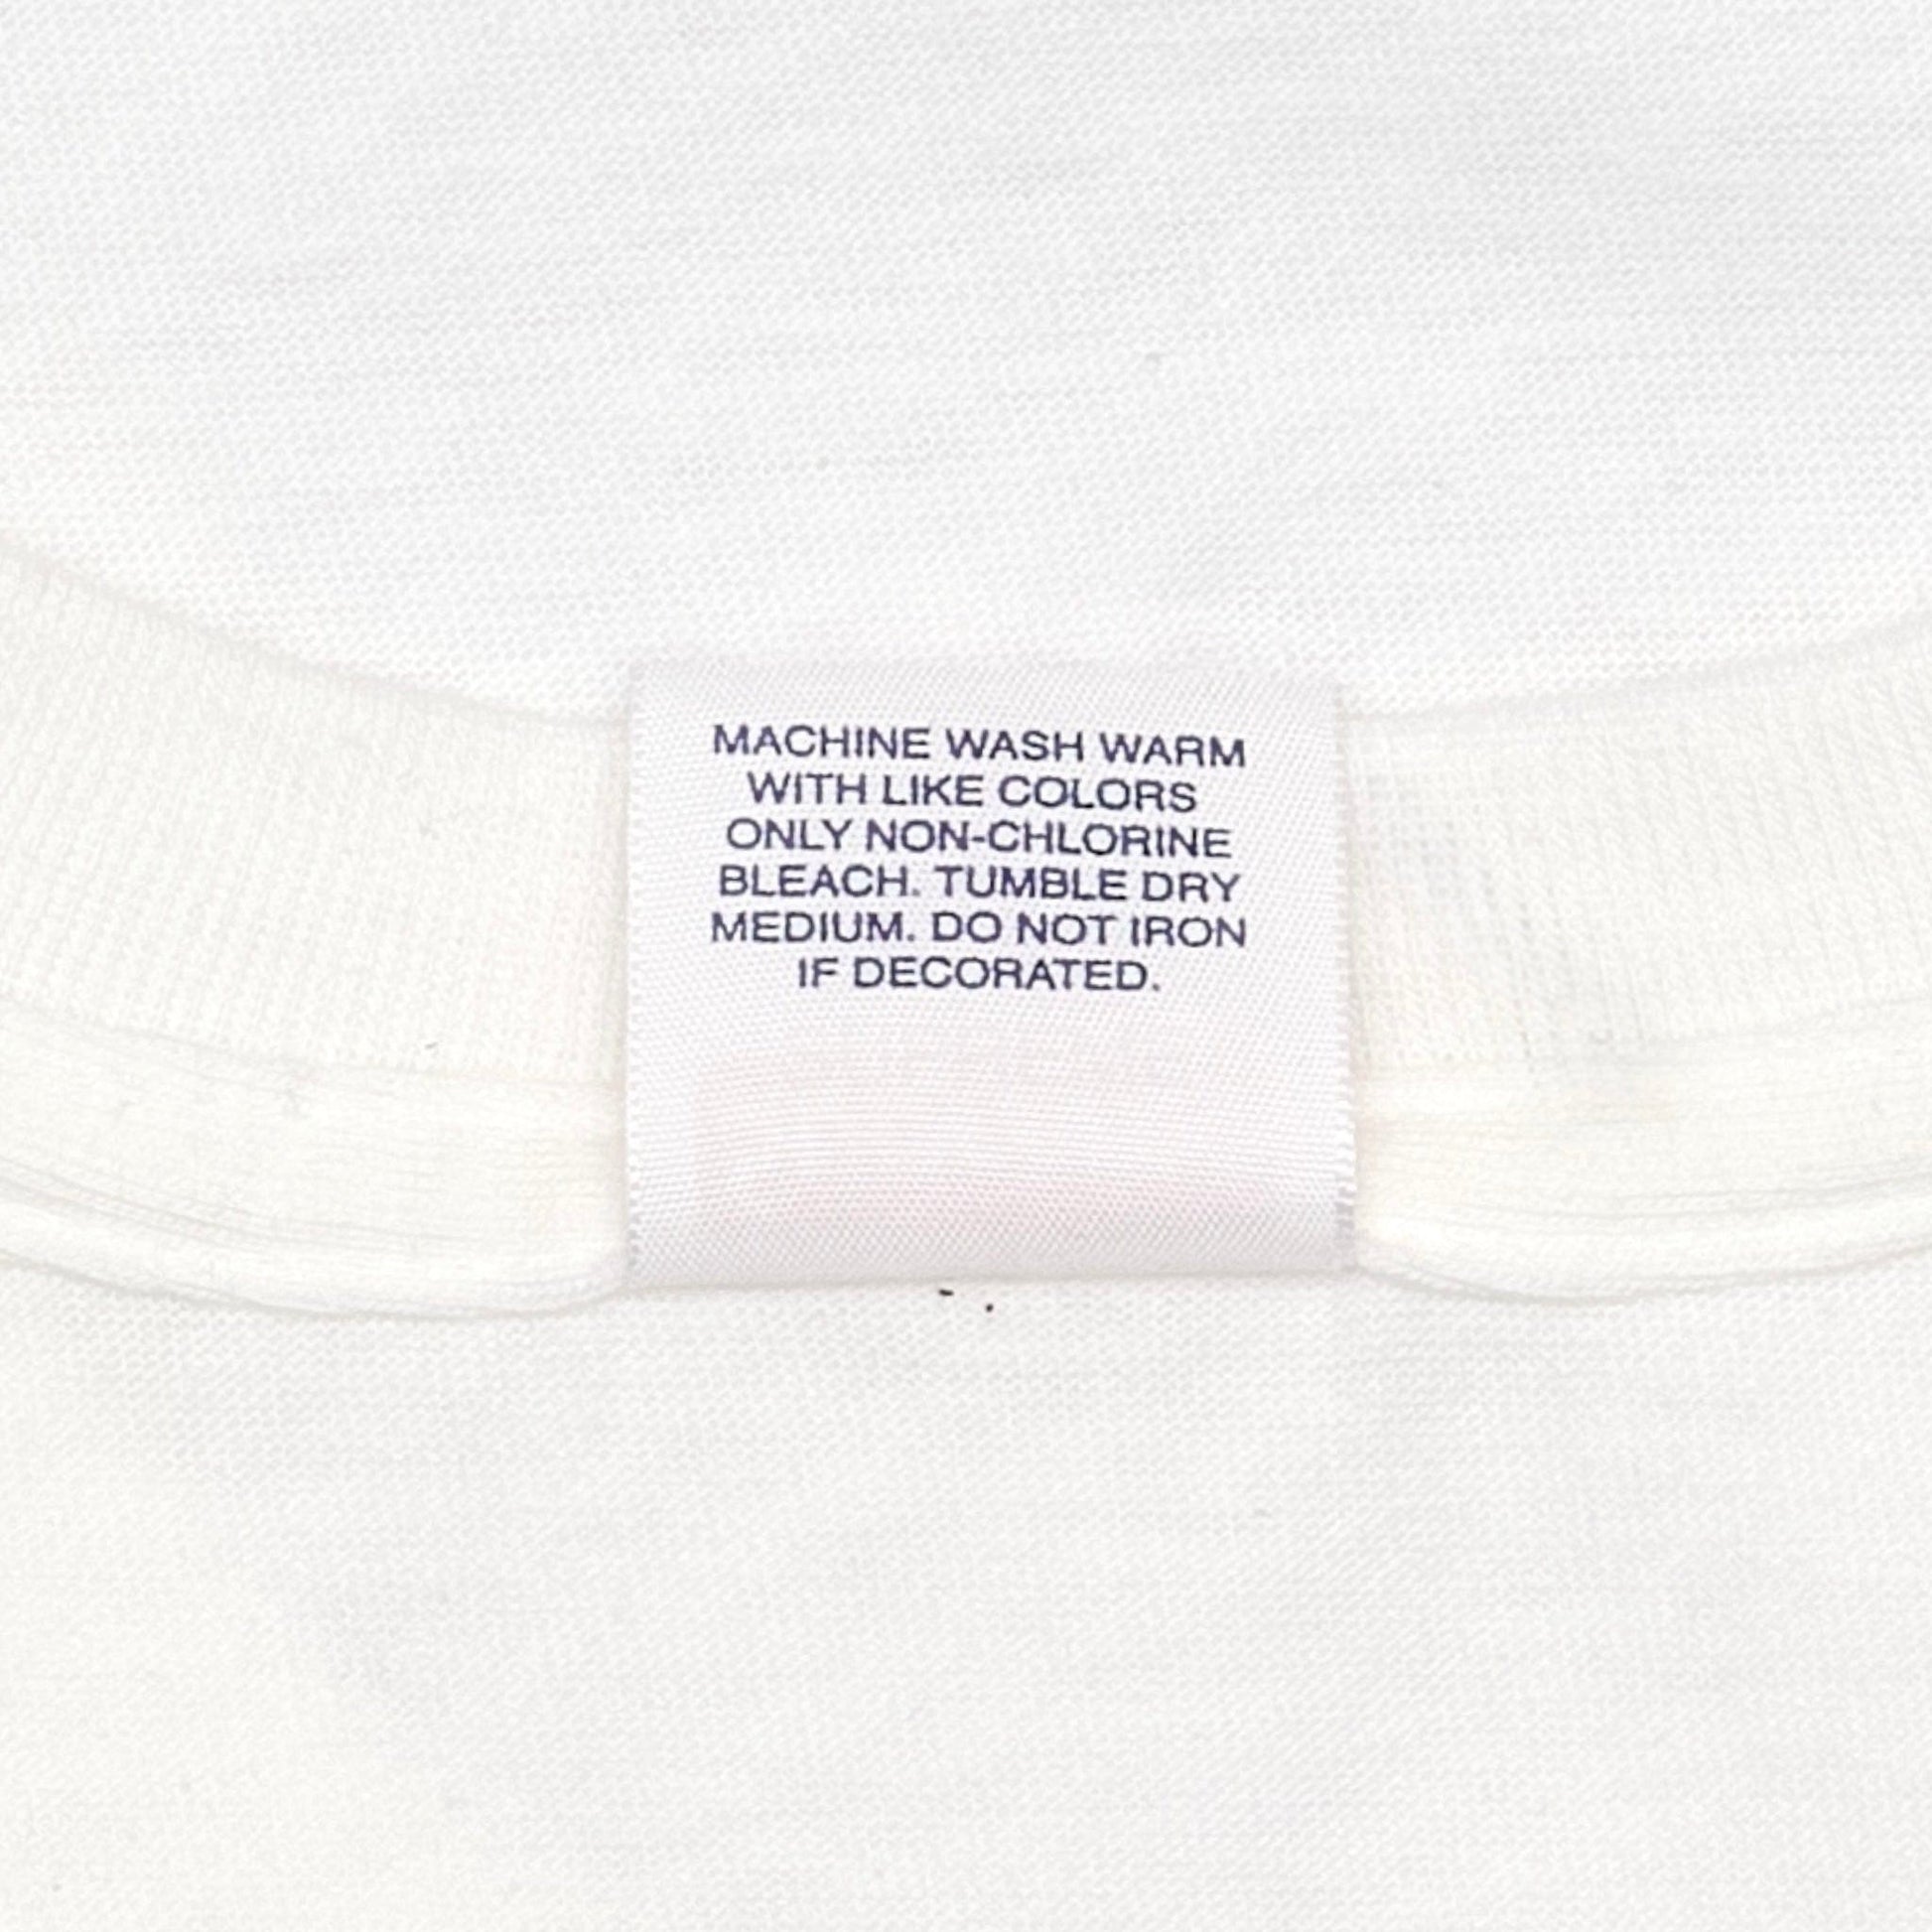 MACHINE WASH WARM
WITH LIKE COLORS
ONLY NON-CHLORINE
BLEACH. TUMBLE DRY
MEDIUM. DO NOT IRON
IF DECORATED.